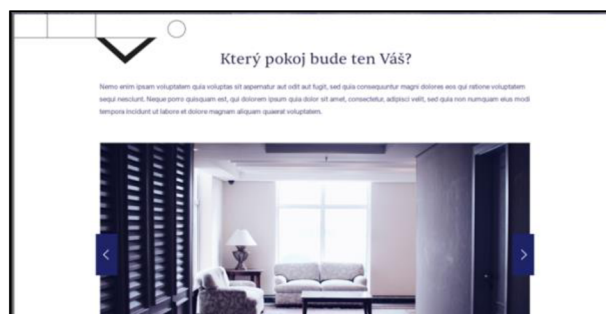 Který pokoj bude ten Váš?
Nemo enim ipsam voluptatem quia voluptas sit aspernatur aut odit aut fugit, sed quia consequuntur magni dolores eos qui ratione voluptatem
sequi nesciunt. Neque porro quisquam est, qui dolorem ipsum quia dolor sit amet, consectetur, adipisci velit, sed quia non numquam eius modi
tempora incidunt ut labore et dolore magnam aliquam quaerat voluptatem.